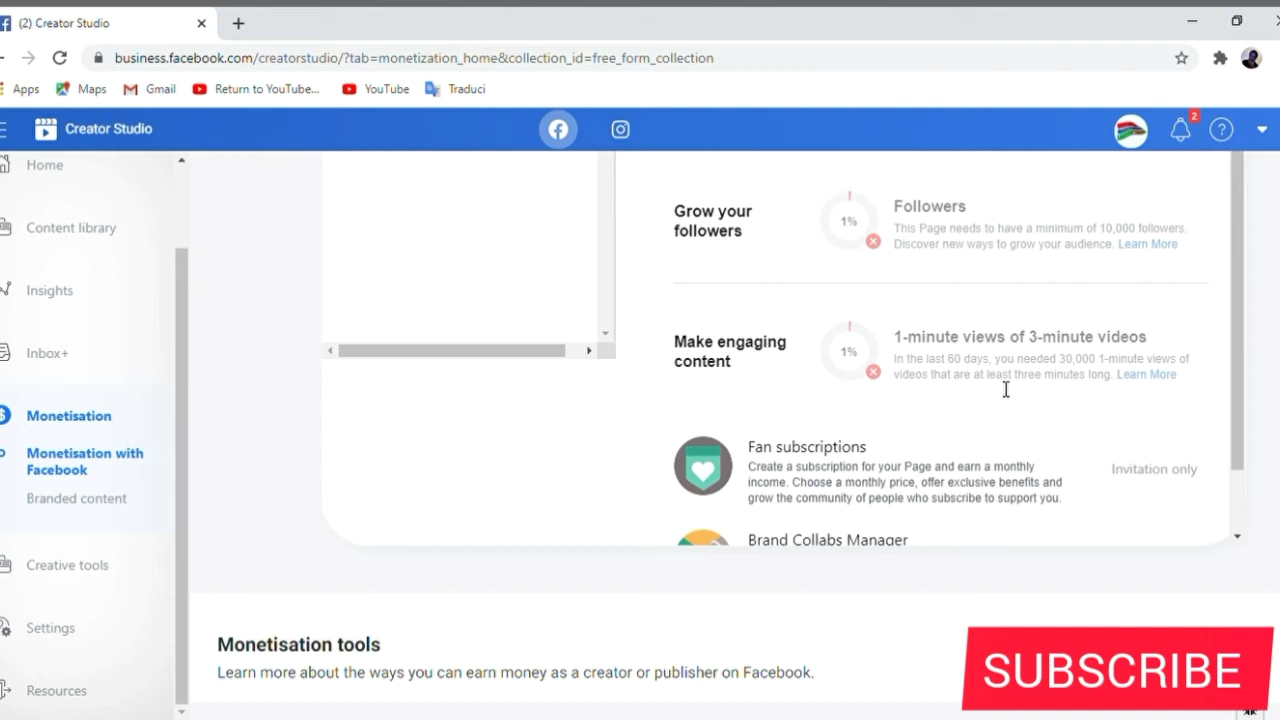 (2) Creator Studio
business.facebook.com/creatorstudio/?tab=monetization_home&collection_id=free_form_collection
Apps
Maps
Gmail
Return to YouTube...
YouTube
Traduci
Creator Studio
2
Home
Content library
Insights
Inbox+
Monetisation
Monetisation with
Facebook
Branded content
Creative tools
Settings
Resources
Grow your
followers
1%
Followers
This Page needs to have a minimum of 10,000 followers.
Discover new ways to grow your audience. Learn More
Make engaging
content
1%
1-minute views of 3-minute videos
In the last 60 days, you needed 30,000 1-minute views of
videos that are at least three minutes long. Learn More
Fan subscriptions
Create a subscription for your Page and earn a monthly
income. Choose a monthly price, offer exclusive benefits and
grow the community of people who subscribe to support you.
Invitation only
Brand Collabs Manager
Monetisation tools
Learn more about the ways you can earn money as a creator or publisher on Facebook.
SUBSCRIBE